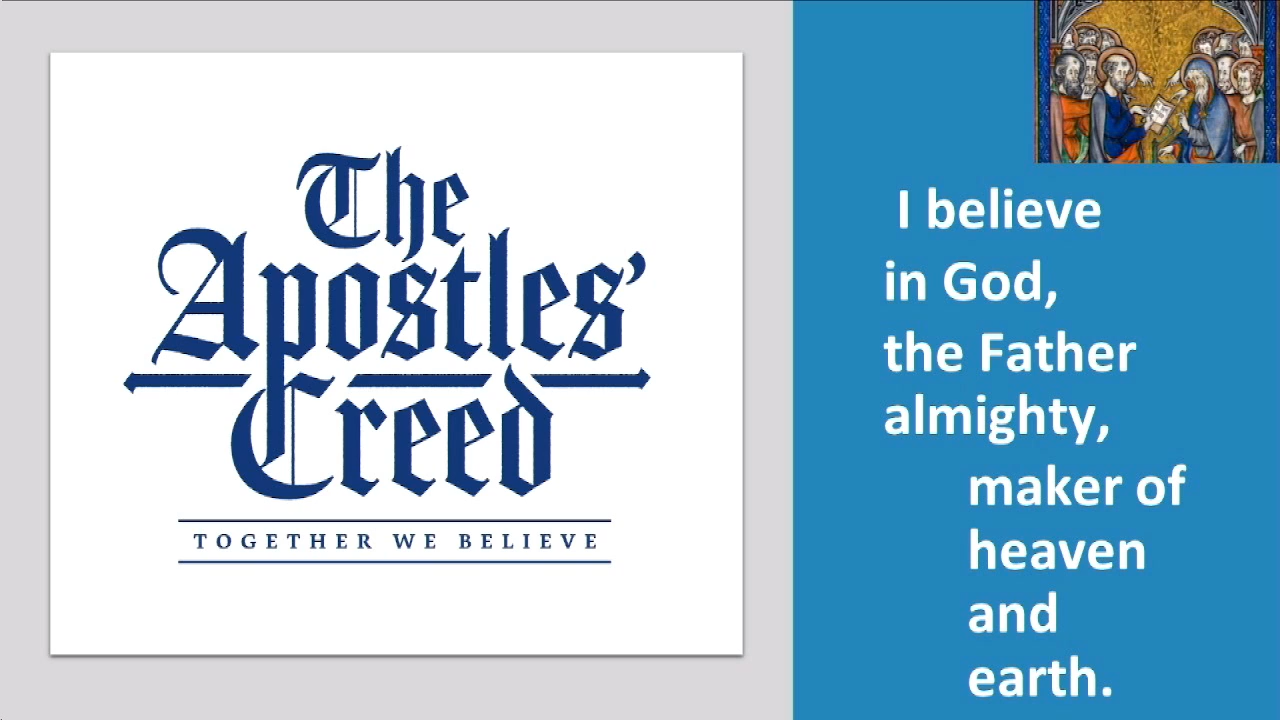 The
Apostles’
Creed
TOGETHER WE BELIEVE
I believe
in God,
the Father
almighty,
maker of
heaven
and
earth.